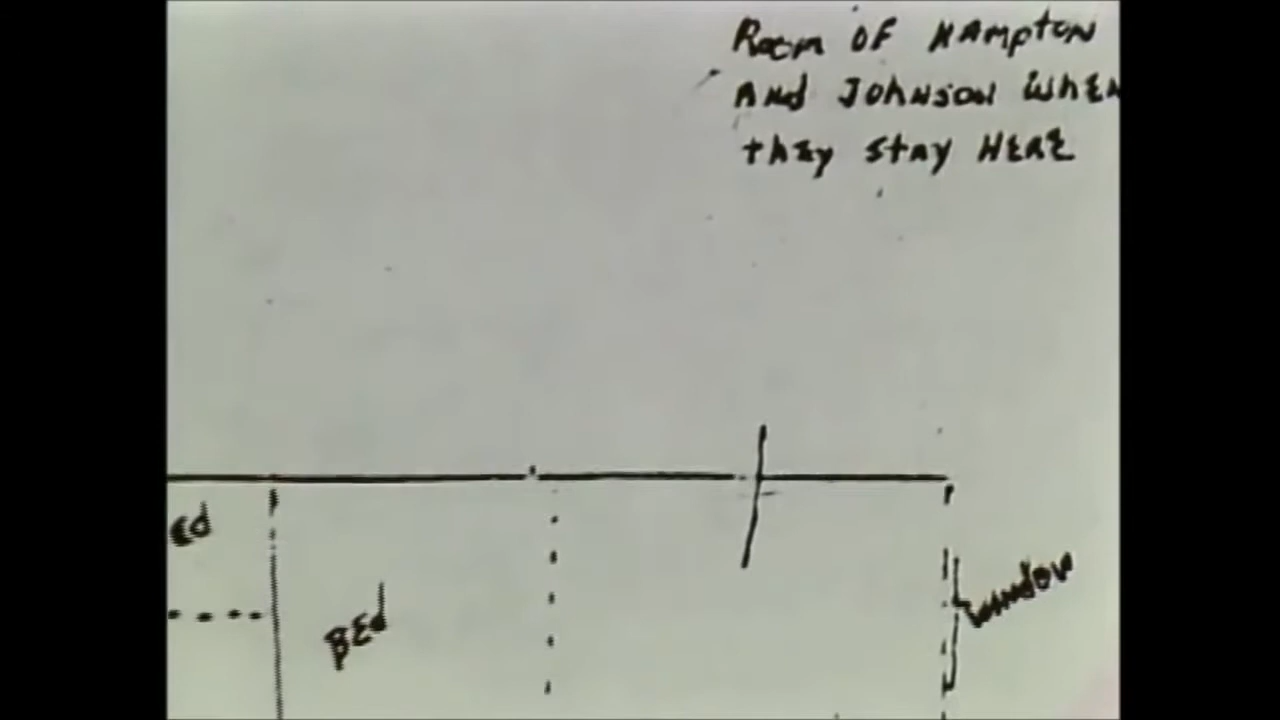 Room OF HAMPTON
ANd JOhNSON WHEN
thEy stAy HERE
Ed
BEd
window